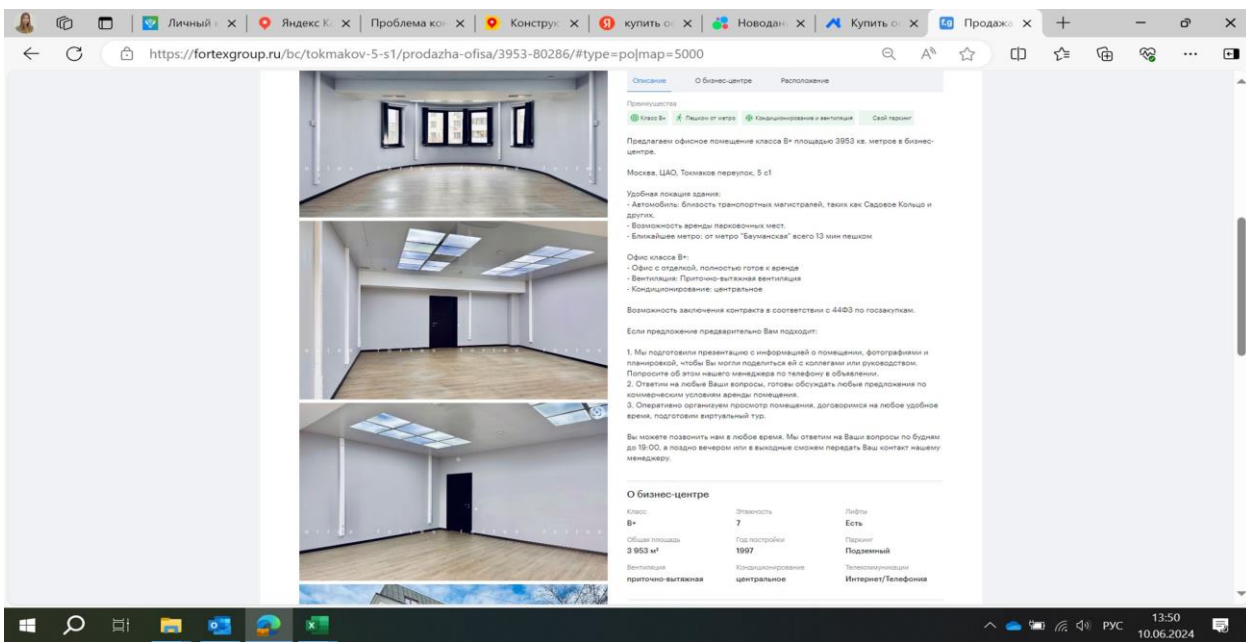 Личный
Яндекс К
Проблема ко
Конструк
купить о
Новодан
Купить о
Продажа
https://fortexgroup.ru/bc/tokmakov-5-s1/prodazha-ofisa/3953-80286/#type=po|map=5000
Описание О бизнес-центре Расположение
Преимущества
Класс B+ Пешком от метро Кондиционирование и вентиляция Свой паркинг
Предлагаем офисное помещение класса B+ площадью 3953 кв. метров в бизнес-
центре.
Москва, ЦАО, Токмаков переулок, 5 с1
Удобная локация здания:
- Автомобиль: близость транспортных магистралей, таких как Садовое Кольцо и
других.
- Возможность аренды парковочных мест.
- Ближайшее метро: от метро "Бауманская" всего 13 мин пешком
Офис класса B+:
- Офис с отделкой, полностью готов к аренде
- Вентиляция: Приточно-вытяжная вентиляция
- Кондиционирование: центральное
Возможность заключения контракта в соответствии с 44ФЗ по госзакупкам.
Если предложение предварительно Вам подходит:
1. Мы подготовили презентацию с информацией о помещении, фотографиями и
планировкой, чтобы Вы могли поделиться ей с коллегами или руководством.
Попросите об этом нашего менеджера по телефону в объявлении.
2. Ответим на любые Ваши вопросы, готовы обсуждать любые предложения по
коммерческим условиям аренды помещения.
3. Оперативно организуем просмотр помещения, договоримся на любое удобное
время, подготовим виртуальный тур.
Вы можете позвонить нам в любое время. Мы ответим на Ваши вопросы по будням
до 19:00, а поздно вечером или в выходные сможем передать Ваш контакт нашему
менеджеру.
О бизнес-центре
Класс Этажность Лифты
B+ 7 Есть
Общая площадь Год постройки Паркинг
3 953 м² 1997 Подземный
Вентиляция Кондиционирование Телекоммуникации
приточно-вытяжная центральное Интернет/Телефония
РУС
13:50
10.06.2024